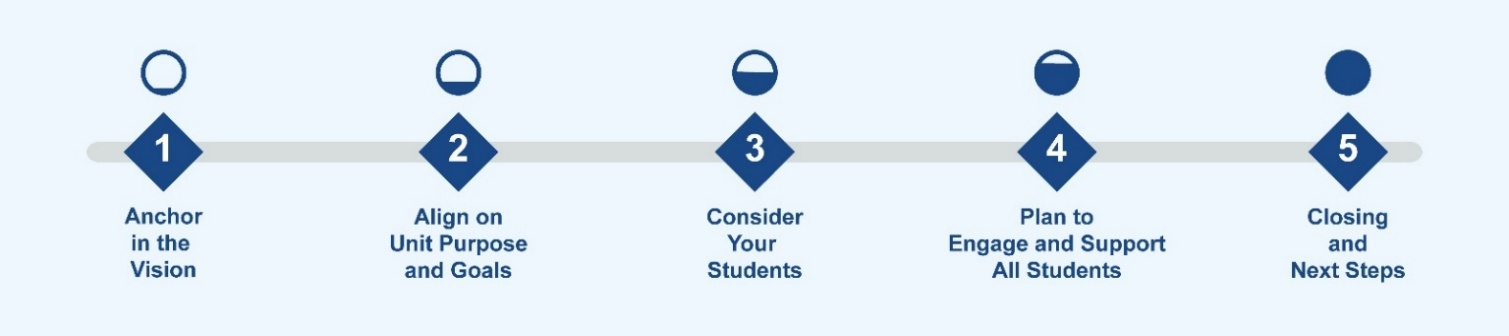 1
Anchor
in the
Vision
2
Align on
Unit Purpose
and Goals
3
Consider
Your
Students
4
Plan to
Engage and Support
All Students
5
Closing
and
Next Steps